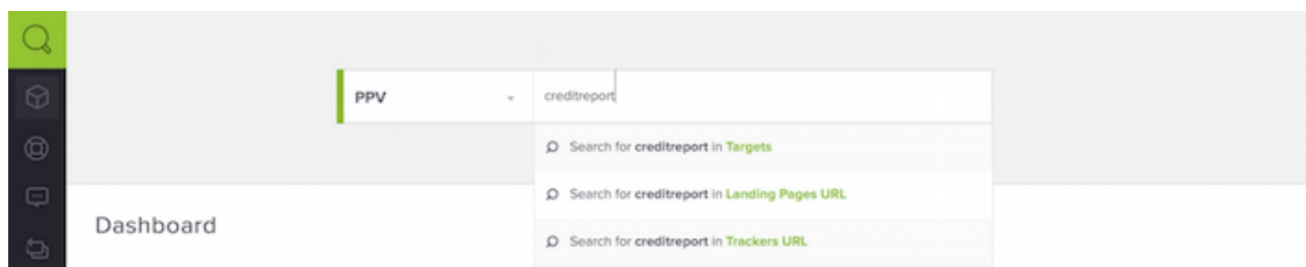 PPV
creditreport
Search for creditreport in Targets
Search for creditreport in Landing Pages URL
Dashboard
Search for creditreport in Trackers URL